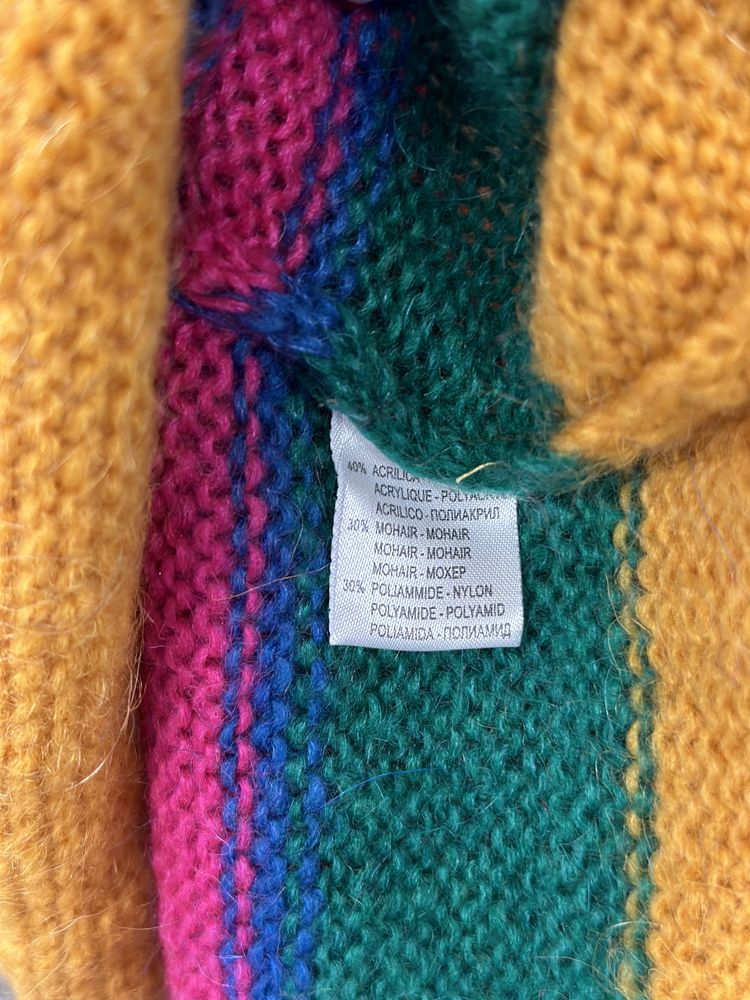 40% ACRILICA
ACRYLIQUE - POLYACRYL
ACRILICO - ПОЛИАКРИЛ
30% MOHAIR - MOHAIR
MOHAIR - MOHAIR
MOHAIR - МОХЕР
30% POLIAMMIDE - NYLON
POLYAMIDE - POLYAMID
POLIAMIDA - ПОЛИАМИД